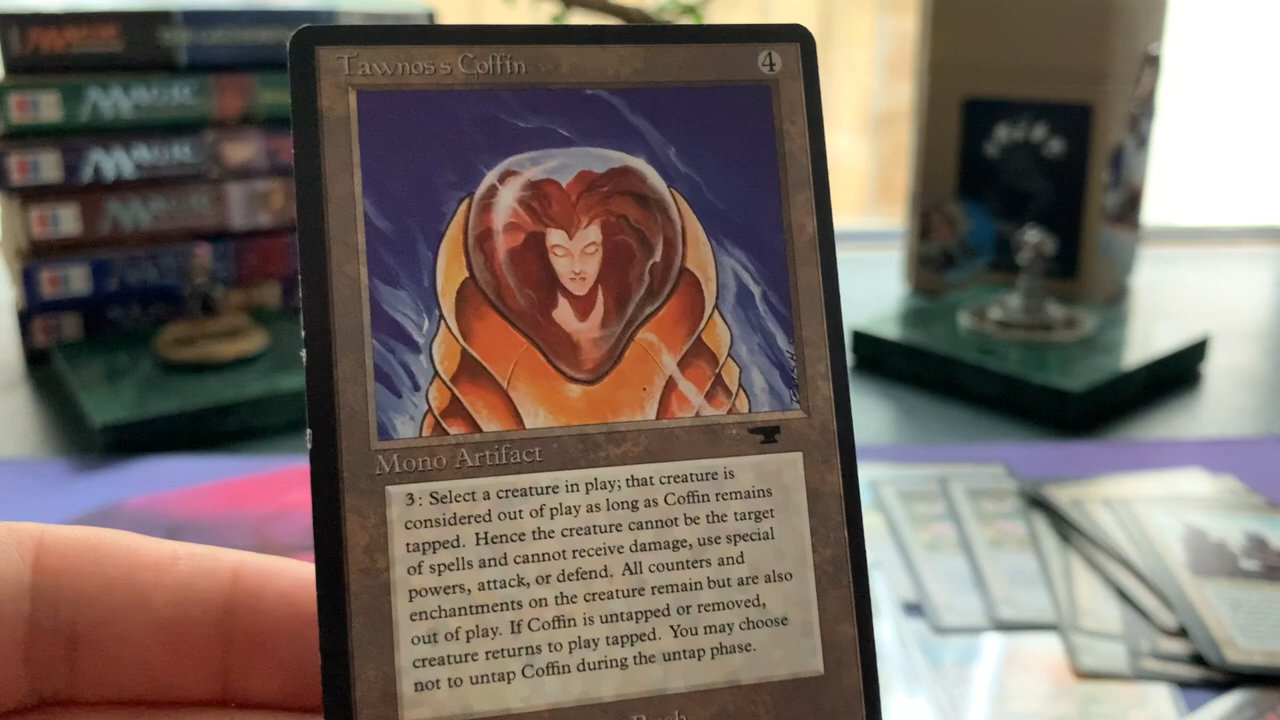 Tawnos's Coffin 4
Mono Artifact
3: Select a creature in play; that creature is
considered out of play as long as Coffin remains
tapped. Hence the creature cannot be the target
of spells and cannot receive damage, use special
powers, attack, or defend. All counters and
enchantments on the creature remain but are also
out of play. If Coffin is untapped or removed,
creature returns to play tapped. You may choose
not to untap Coffin during the untap phase.
MAGIC
MAGIC
MAGIC
MAGIC